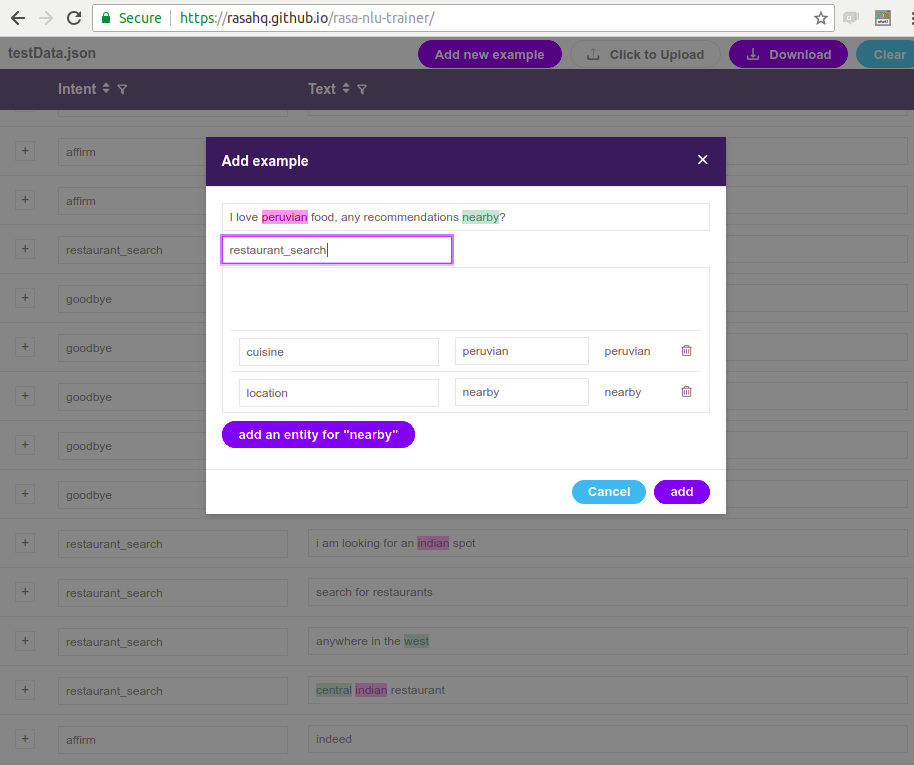 Secure https://rasahq.github.io/rasa-nlu-trainer/
testData.json Add new example Click to Upload Download Clear
Intent Text
+ affirm
+ affirm
+ restaurant_search
+ goodbye
+ goodbye
+ goodbye
+ goodbye
+ goodbye
Add example ✕
I love peruvian food, any recommendations nearby?
restaurant_search
cuisine peruvian peruvian
location nearby nearby
add an entity for "nearby"
Cancel add
+ restaurant_search i am looking for an indian spot
+ restaurant_search search for restaurants
+ restaurant_search anywhere in the west
+ restaurant_search central indian restaurant
+ affirm indeed